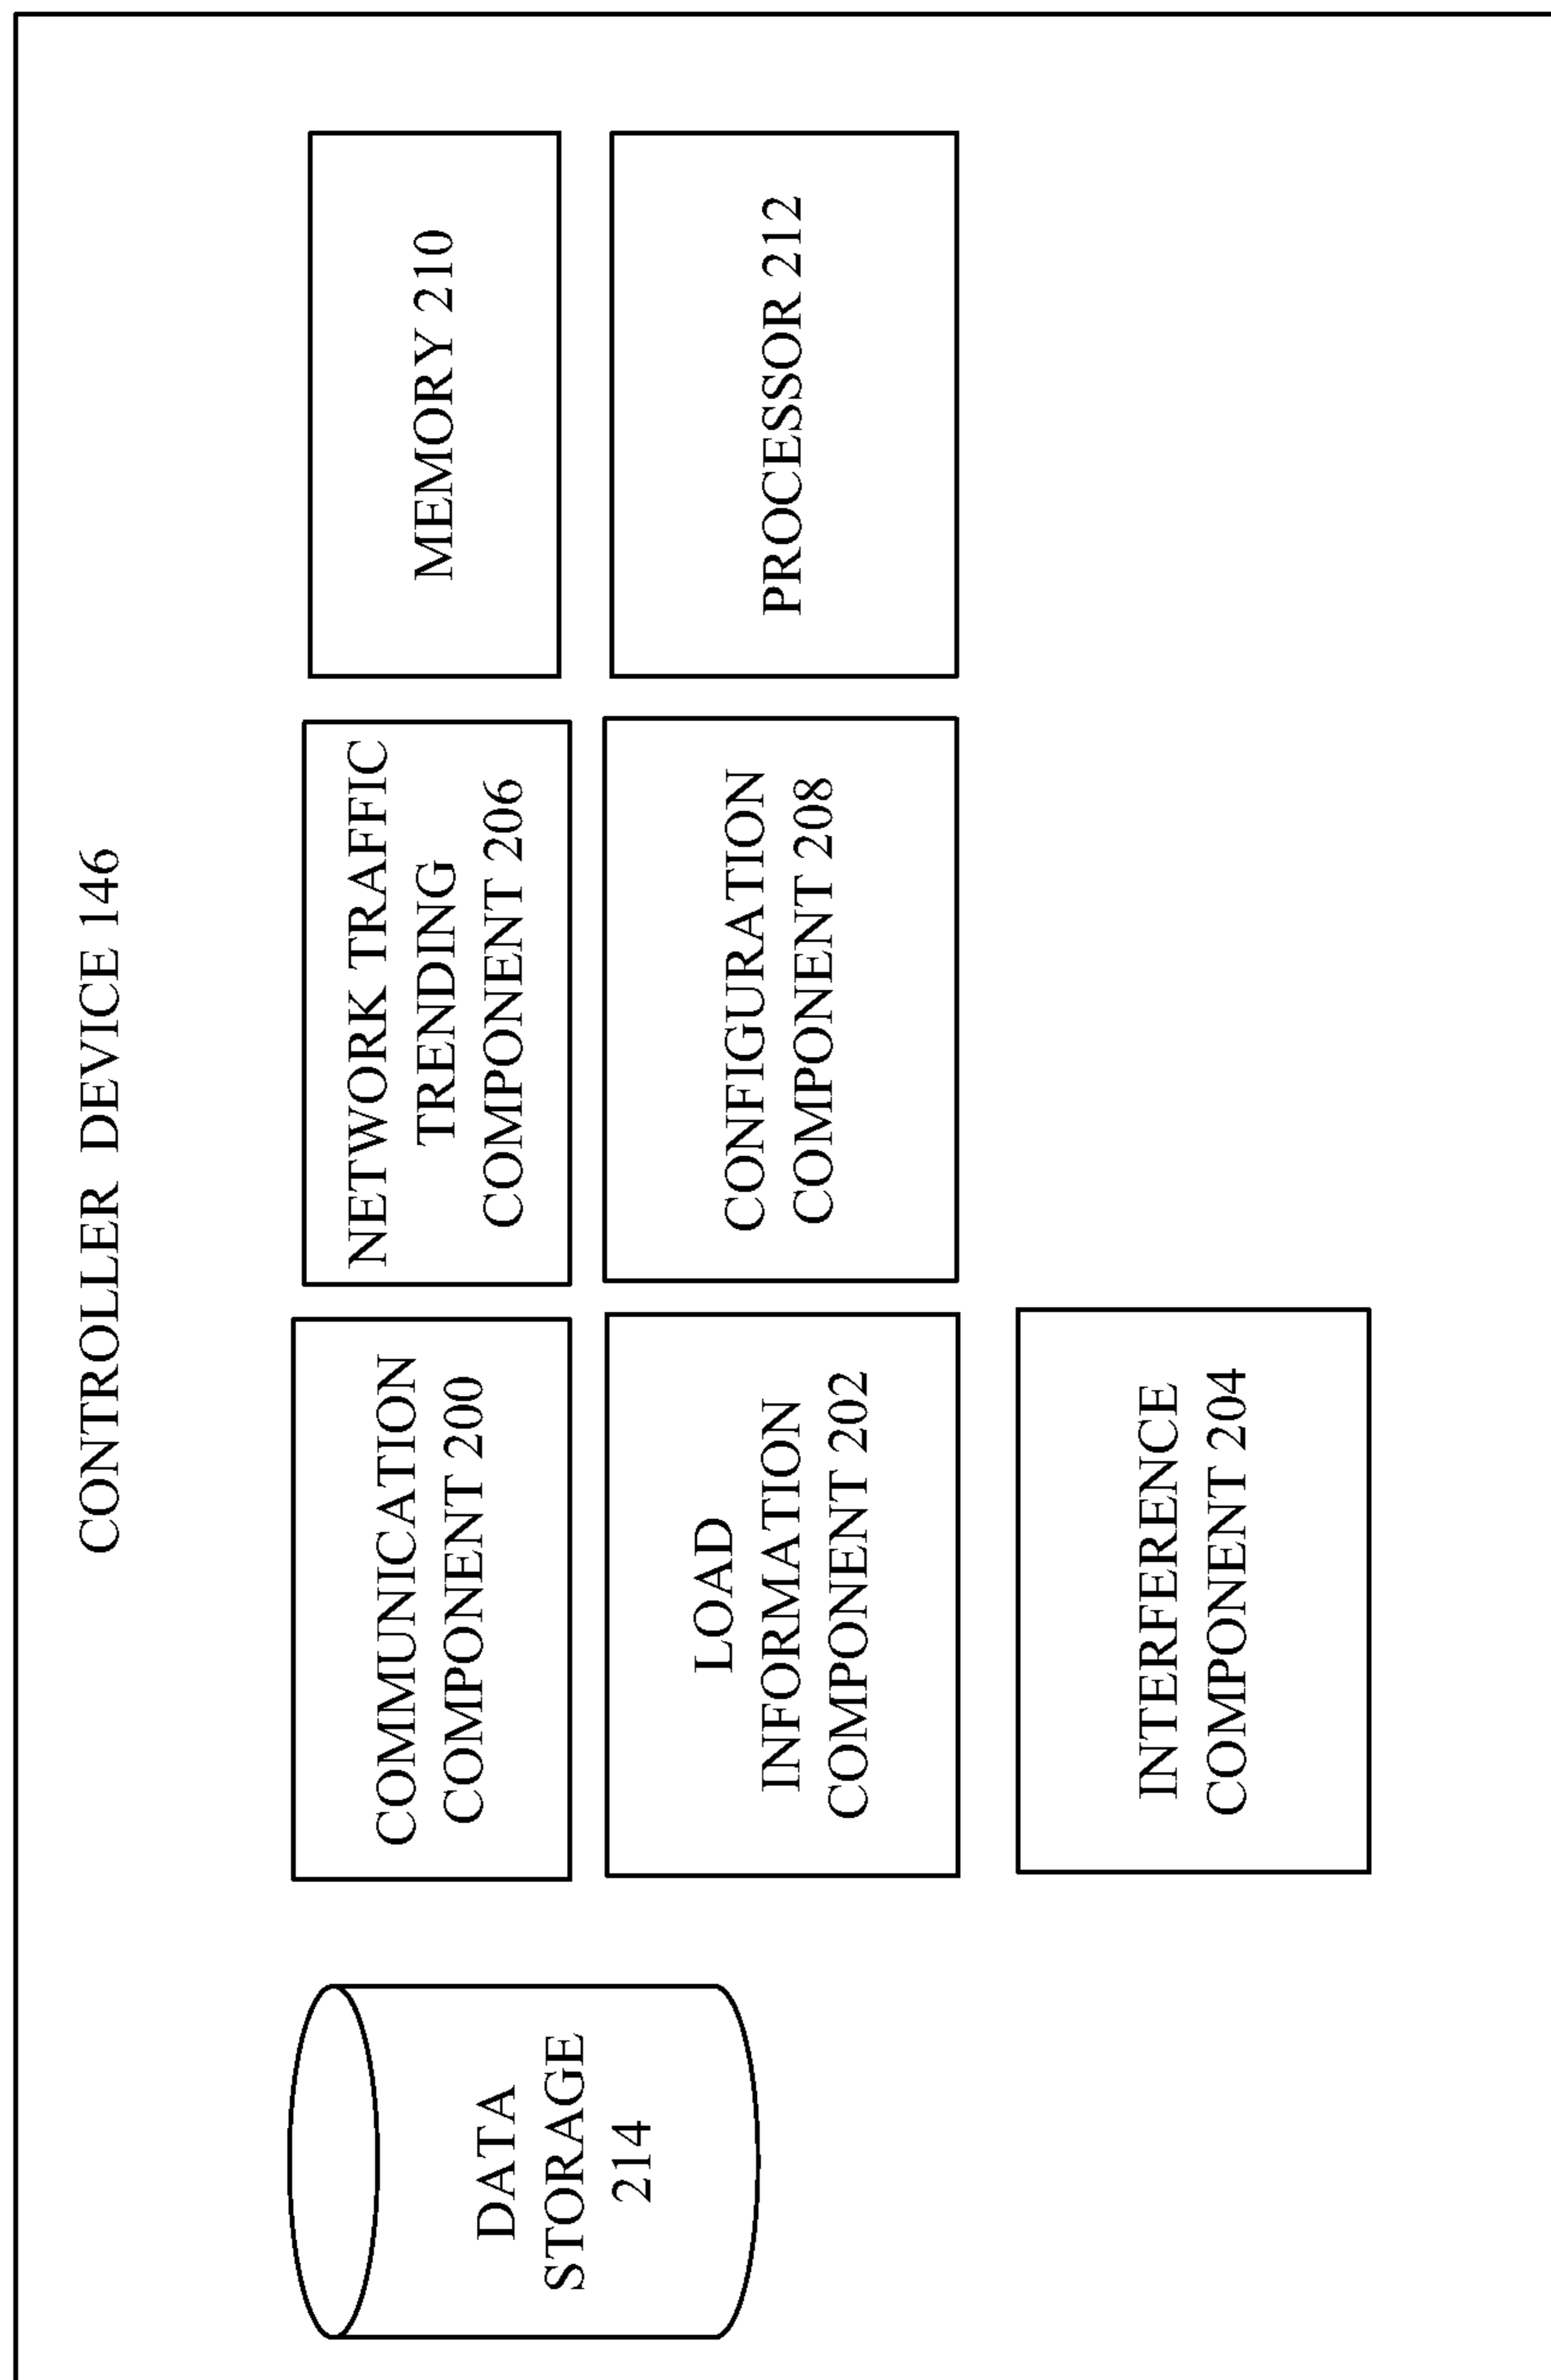 CONTROLLER DEVICE 146
DATA
STORAGE
214
COMMUNICATION
COMPONENT 200
LOAD
INFORMATION
COMPONENT 202
INTERFERENCE
COMPONENT 204
NETWORK TRAFFIC
TRENDING
COMPONENT 206
CONFIGURATION
COMPONENT 208
MEMORY 210
PROCESSOR 212